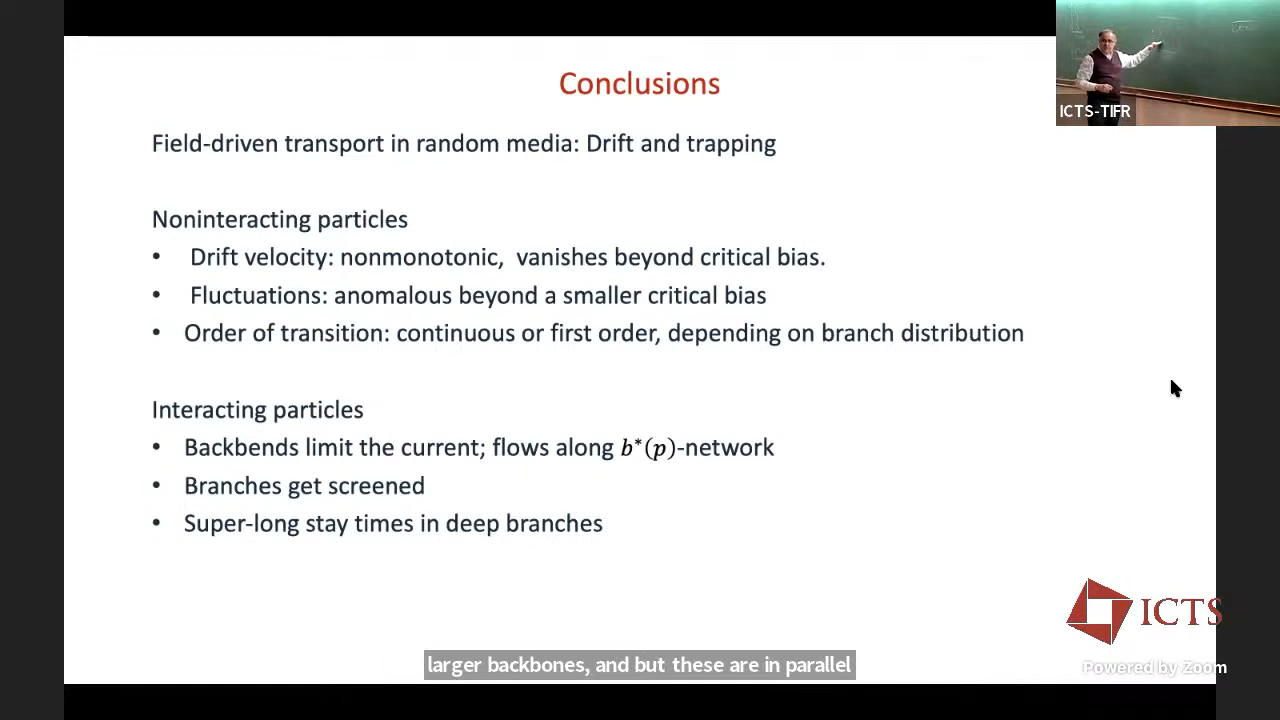 Conclusions
ICTS-TIFR
Field-driven transport in random media: Drift and trapping
Noninteracting particles
• Drift velocity: nonmonotonic, vanishes beyond critical bias.
• Fluctuations: anomalous beyond a smaller critical bias
• Order of transition: continuous or first order, depending on branch distribution
Interacting particles
• Backbends limit the current; flows along b*(p)-network
• Branches get screened
• Super-long stay times in deep branches
ICTS
larger backbones, and but these are in parallel
Powered by Zoom